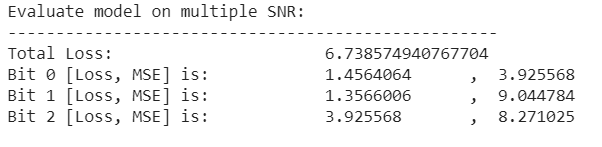 Evaluate model on multiple SNR:
---------------------------------------------------
Total Loss: 6.738574940767704
Bit 0 [Loss, MSE] is: 1.4564064 , 3.925568
Bit 1 [Loss, MSE] is: 1.3566006 , 9.044784
Bit 2 [Loss, MSE] is: 3.925568 , 8.271025